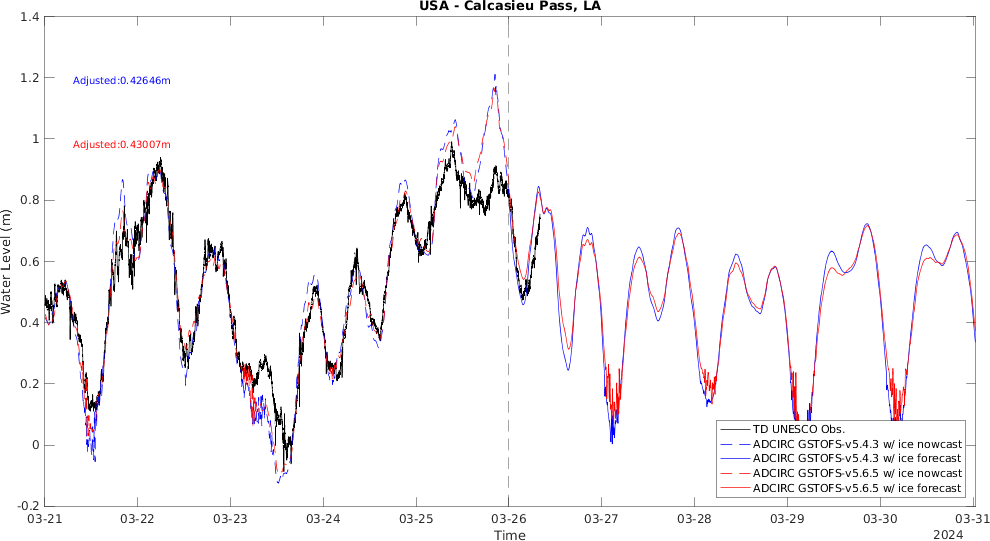 USA - Calcasieu Pass, LA
1.4
1.2
1
0.8
0.6
0.4
0.2
0
-0.2
Water Level (m)
Adjusted:0.42646m
Adjusted:0.43007m
TD UNESCO Obs.
ADCIRC GSTOFS-v5.4.3 w/ ice nowcast
ADCIRC GSTOFS-v5.4.3 w/ ice forecast
ADCIRC GSTOFS-v5.6.5 w/ ice nowcast
ADCIRC GSTOFS-v5.6.5 w/ ice forecast
03-21 03-22 03-23 03-24 03-25 03-26 03-27 03-28 03-29 03-30 03-31
Time
2024